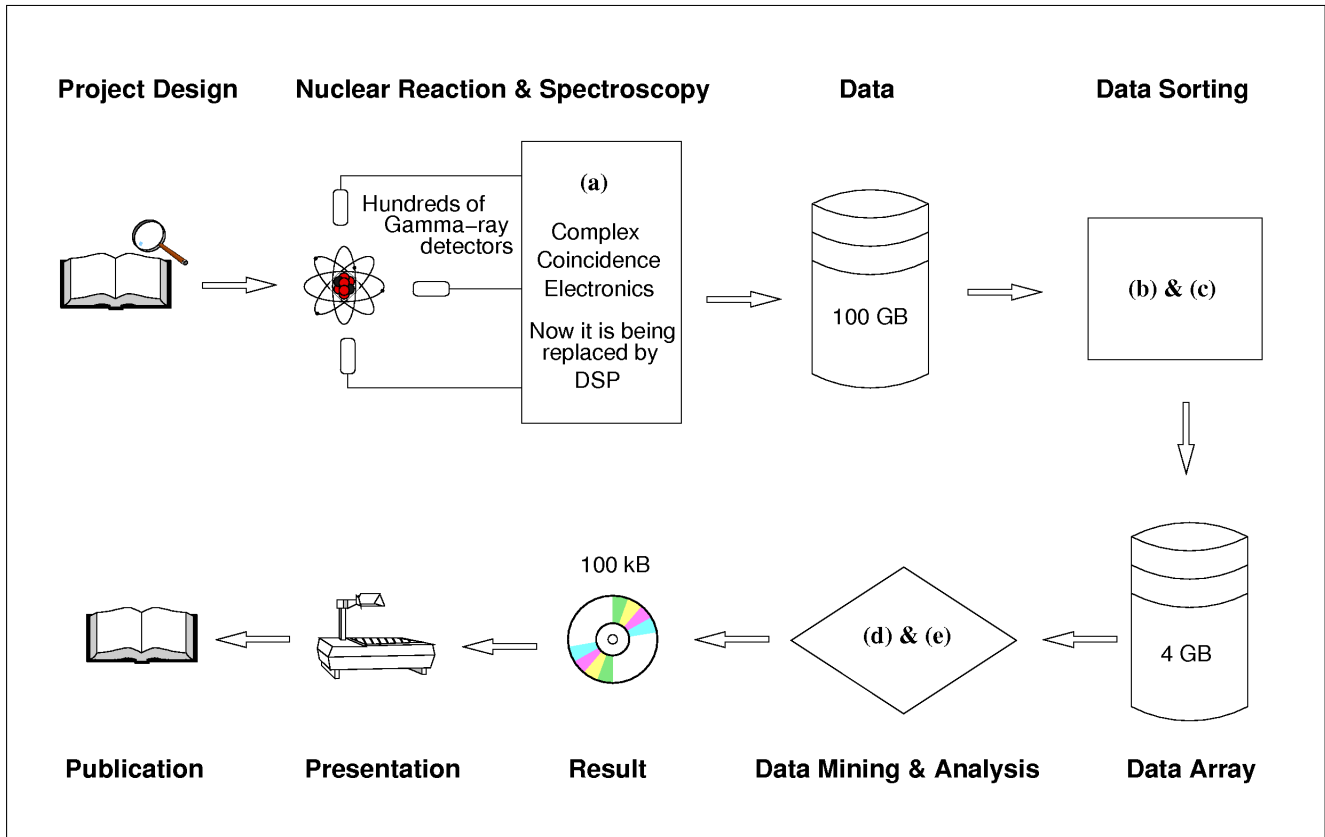 Project Design
Nuclear Reaction & Spectroscopy
Data
Data Sorting
Hundreds of
Gamma-ray
detectors
(a)
Complex
Coincidence
Electronics
Now it is being
replaced by
DSP
100 GB
(b) & (c)
100 kB
(d) & (e)
4 GB
Publication
Presentation
Result
Data Mining & Analysis
Data Array